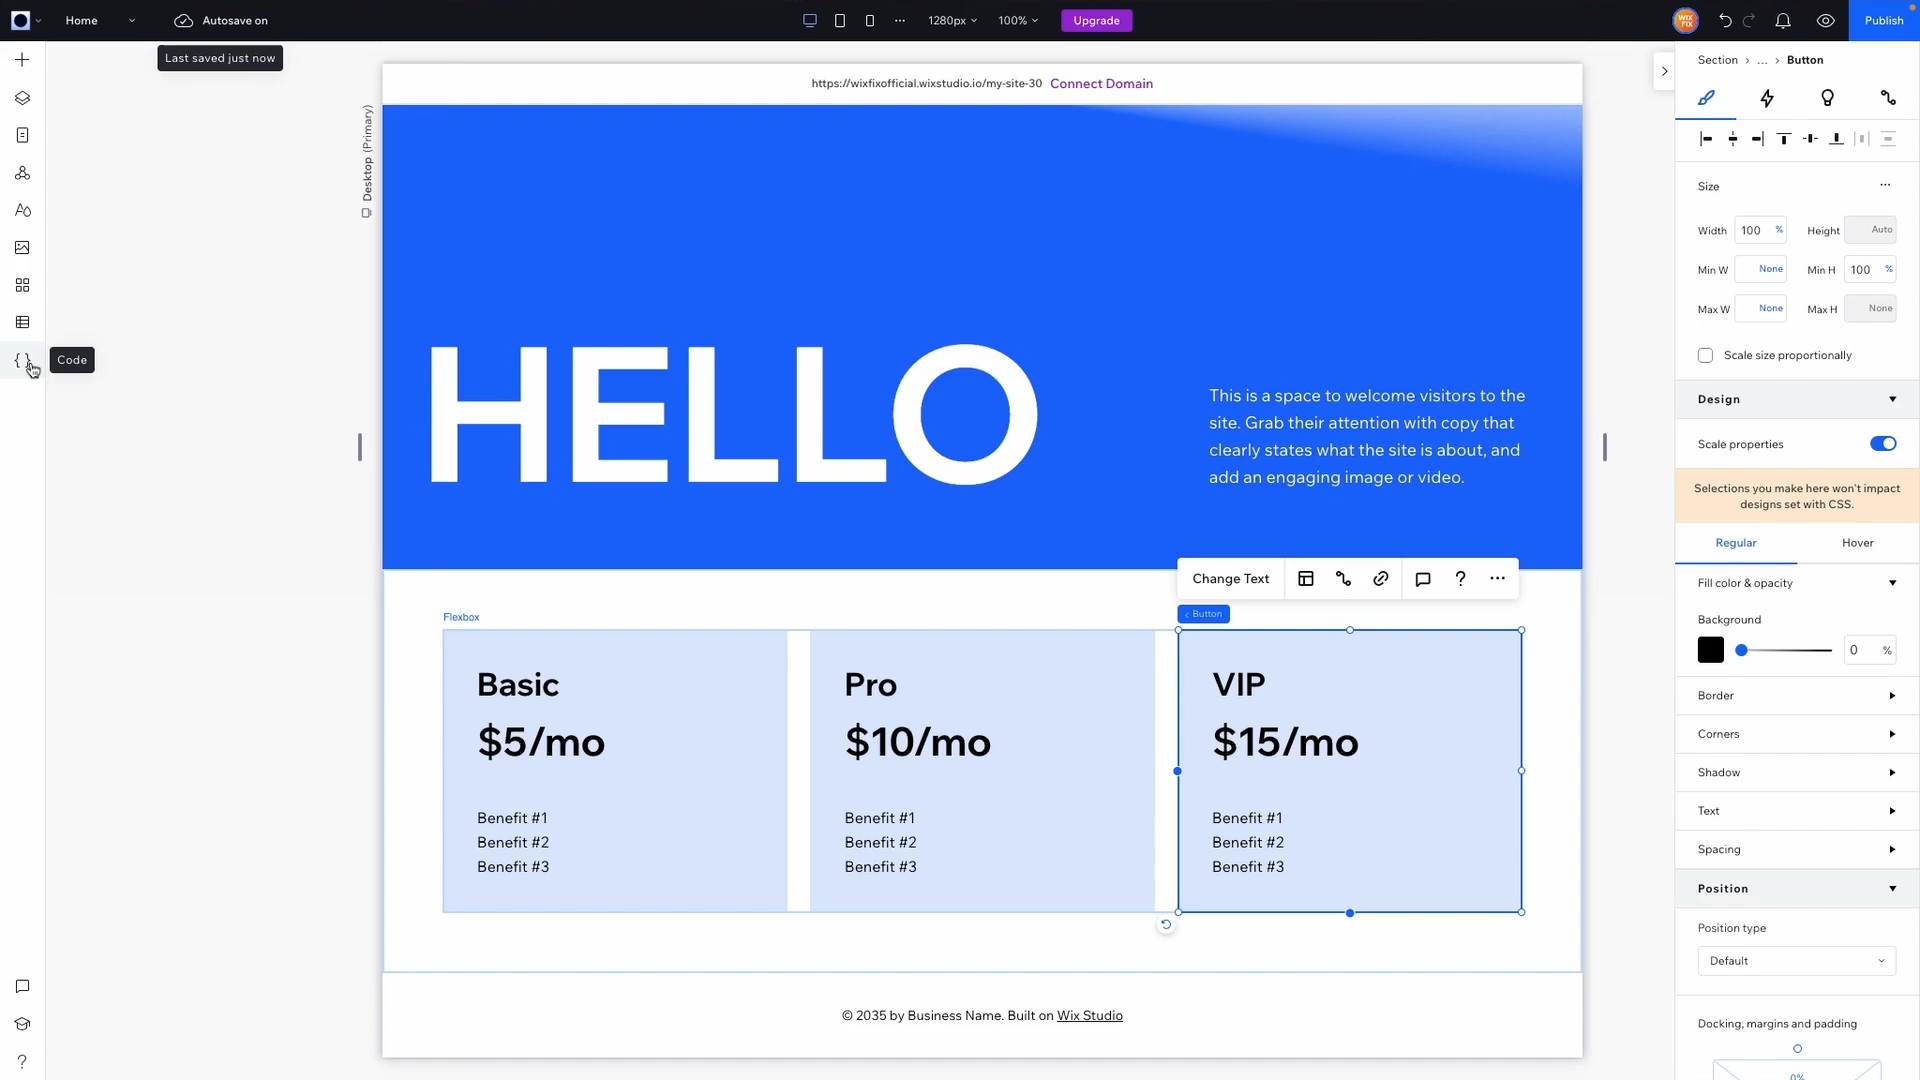 Home
Autosave on
1280px
100%
Upgrade
WIX
FIX
Publish
Last saved just now
Code
Desktop (Primary)
https://wixfixofficial.wixstudio.io/my-site-30 Connect Domain
HELLO
This is a space to welcome visitors to the
site. Grab their attention with copy that
clearly states what the site is about, and
add an engaging image or video.
Change Text
?
Flexbox
< Button
Basic
$5/mo
Benefit #1
Benefit #2
Benefit #3
Pro
$10/mo
Benefit #1
Benefit #2
Benefit #3
VIP
$15/mo
Benefit #1
Benefit #2
Benefit #3
© 2035 by Business Name. Built on Wix Studio
Section > ... > Button
Size
Width 100 % Height Auto
Min W None Min H 100 %
Max W None Max H None
Scale size proportionally
Design
Scale properties
Selections you make here won't impact
designs set with CSS.
Regular Hover
Fill color & opacity
Background
0 %
Border
Corners
Shadow
Text
Spacing
Position
Position type
Default
Docking, margins and padding
0%